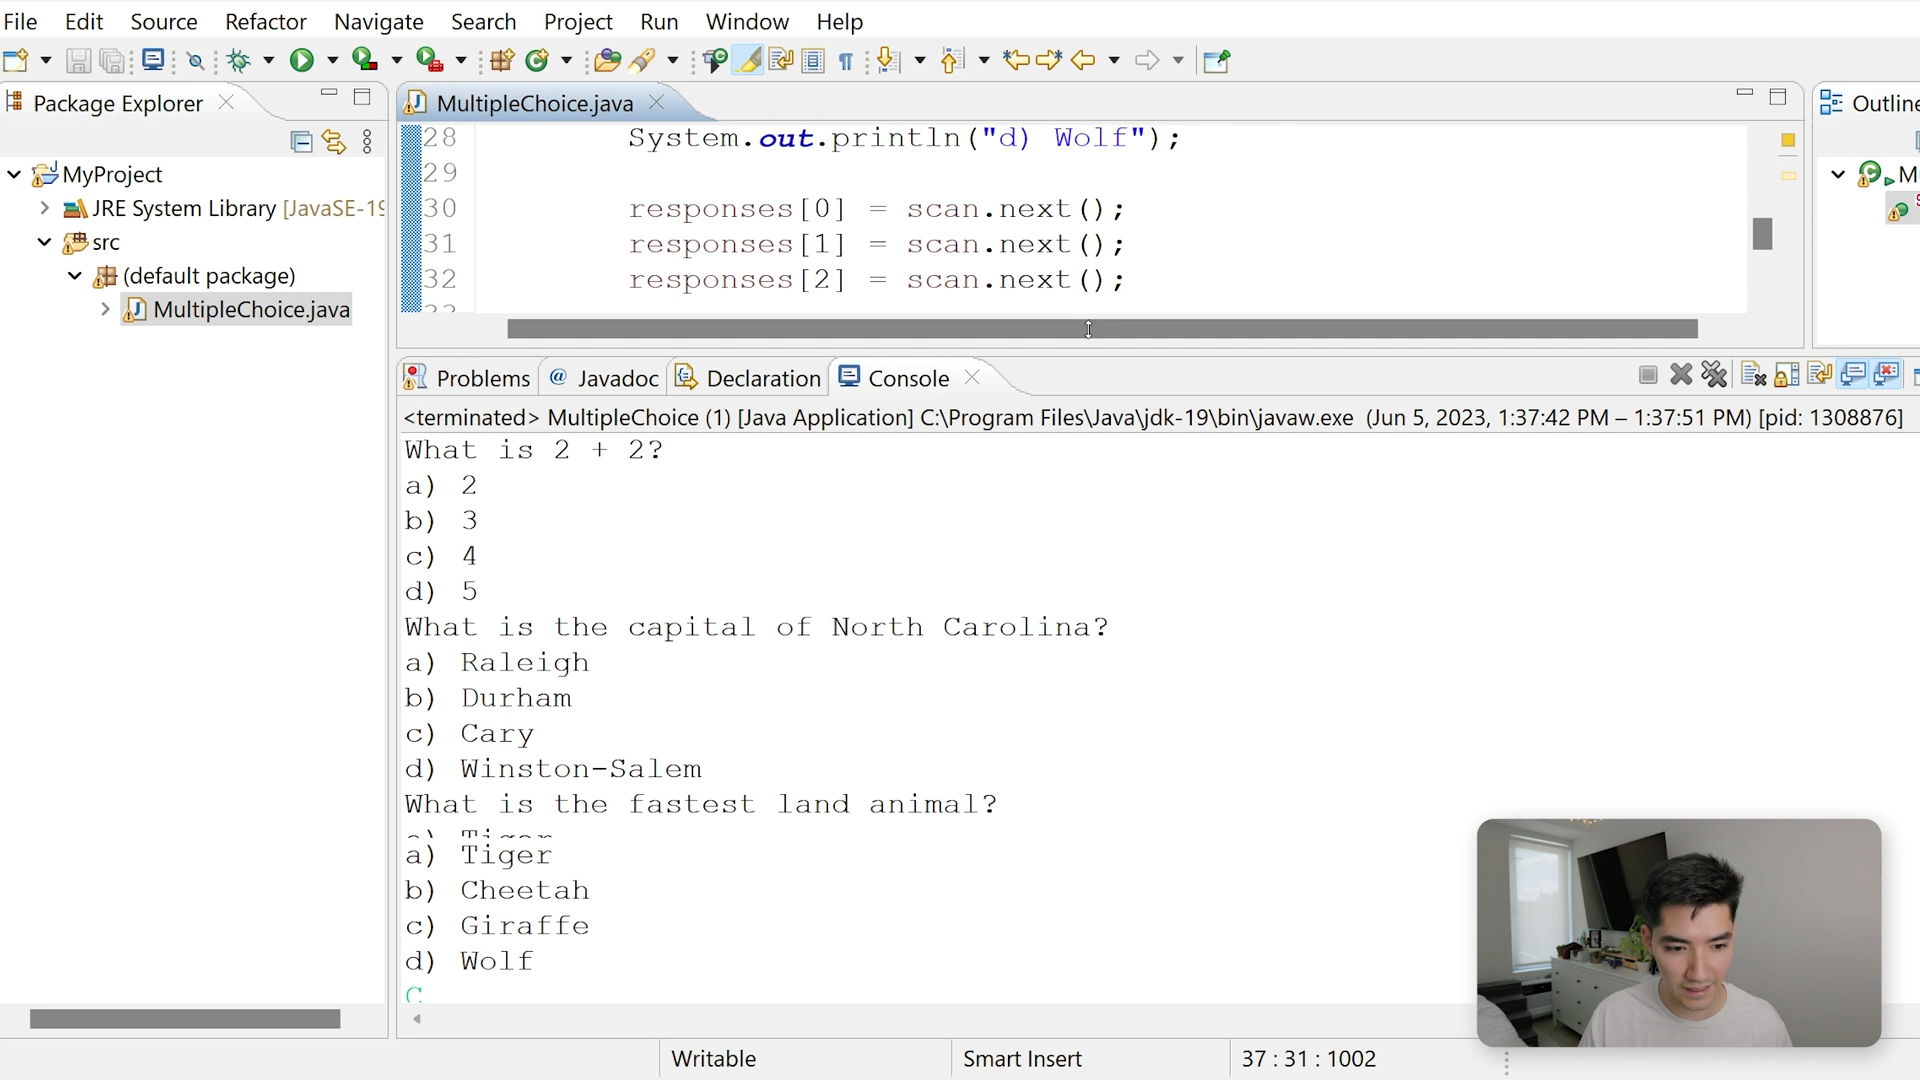 File Edit Source Refactor Navigate Search Project Run Window Help
Package Explorer
MultipleChoice.java
Outline
MyProject
JRE System Library [JavaSE-19
src
(default package)
MultipleChoice.java
28 System.out.println("d) Wolf");
29
30 responses[0] = scan.next();
31 responses[1] = scan.next();
32 responses[2] = scan.next();
M
Problems @ Javadoc Declaration Console
<terminated> MultipleChoice (1) [Java Application] C:\Program Files\Java\jdk-19\bin\javaw.exe (Jun 5, 2023, 1:37:42 PM – 1:37:51 PM) [pid: 1308876]
What is 2 + 2?
a) 2
b) 3
c) 4
d) 5
What is the capital of North Carolina?
a) Raleigh
b) Durham
c) Cary
d) Winston-Salem
What is the fastest land animal?
a) Tiger
b) Cheetah
c) Giraffe
d) Wolf
Writable Smart Insert 37 : 31 : 1002